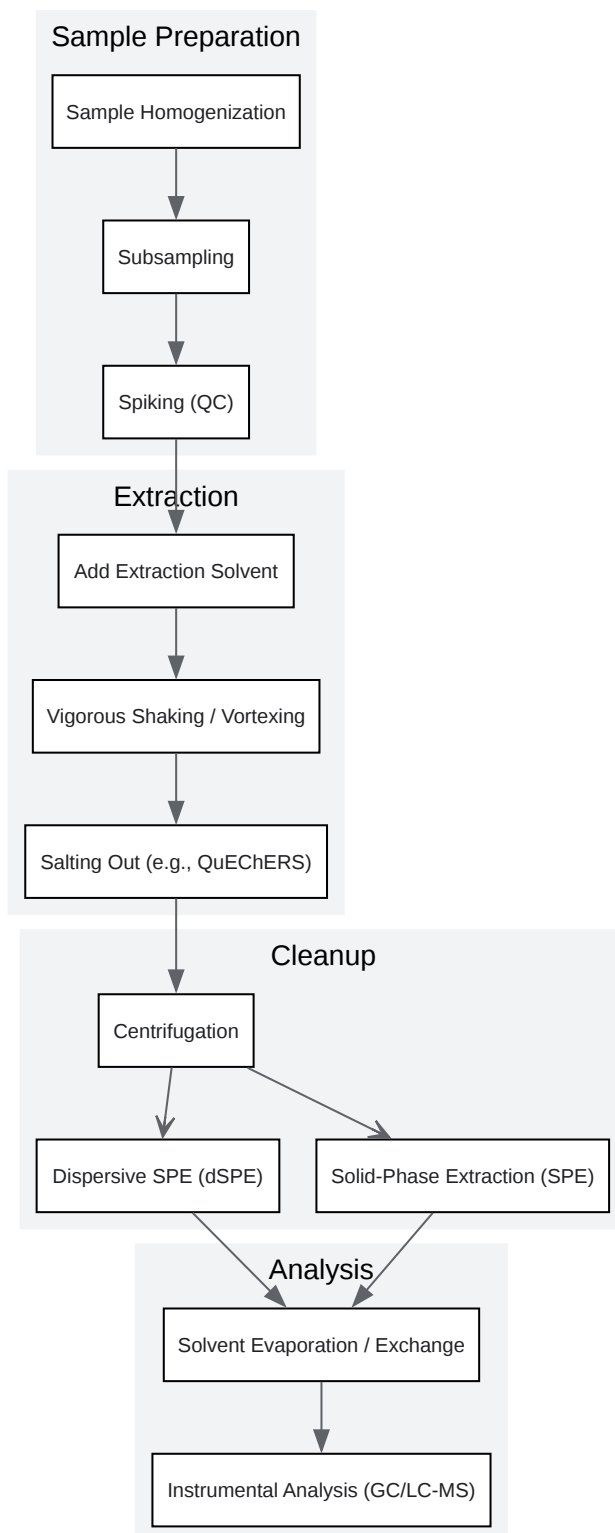 Sample Preparation
Sample Homogenization
Subsampling
Spiking (QC)
Extraction
Add Extraction Solvent
Vigorous Shaking / Vortexing
Salting Out (e.g., QuEChERS)
Cleanup
Centrifugation
Dispersive SPE (dSPE)
Solid-Phase Extraction (SPE)
Analysis
Solvent Evaporation / Exchange
Instrumental Analysis (GC/LC-MS)